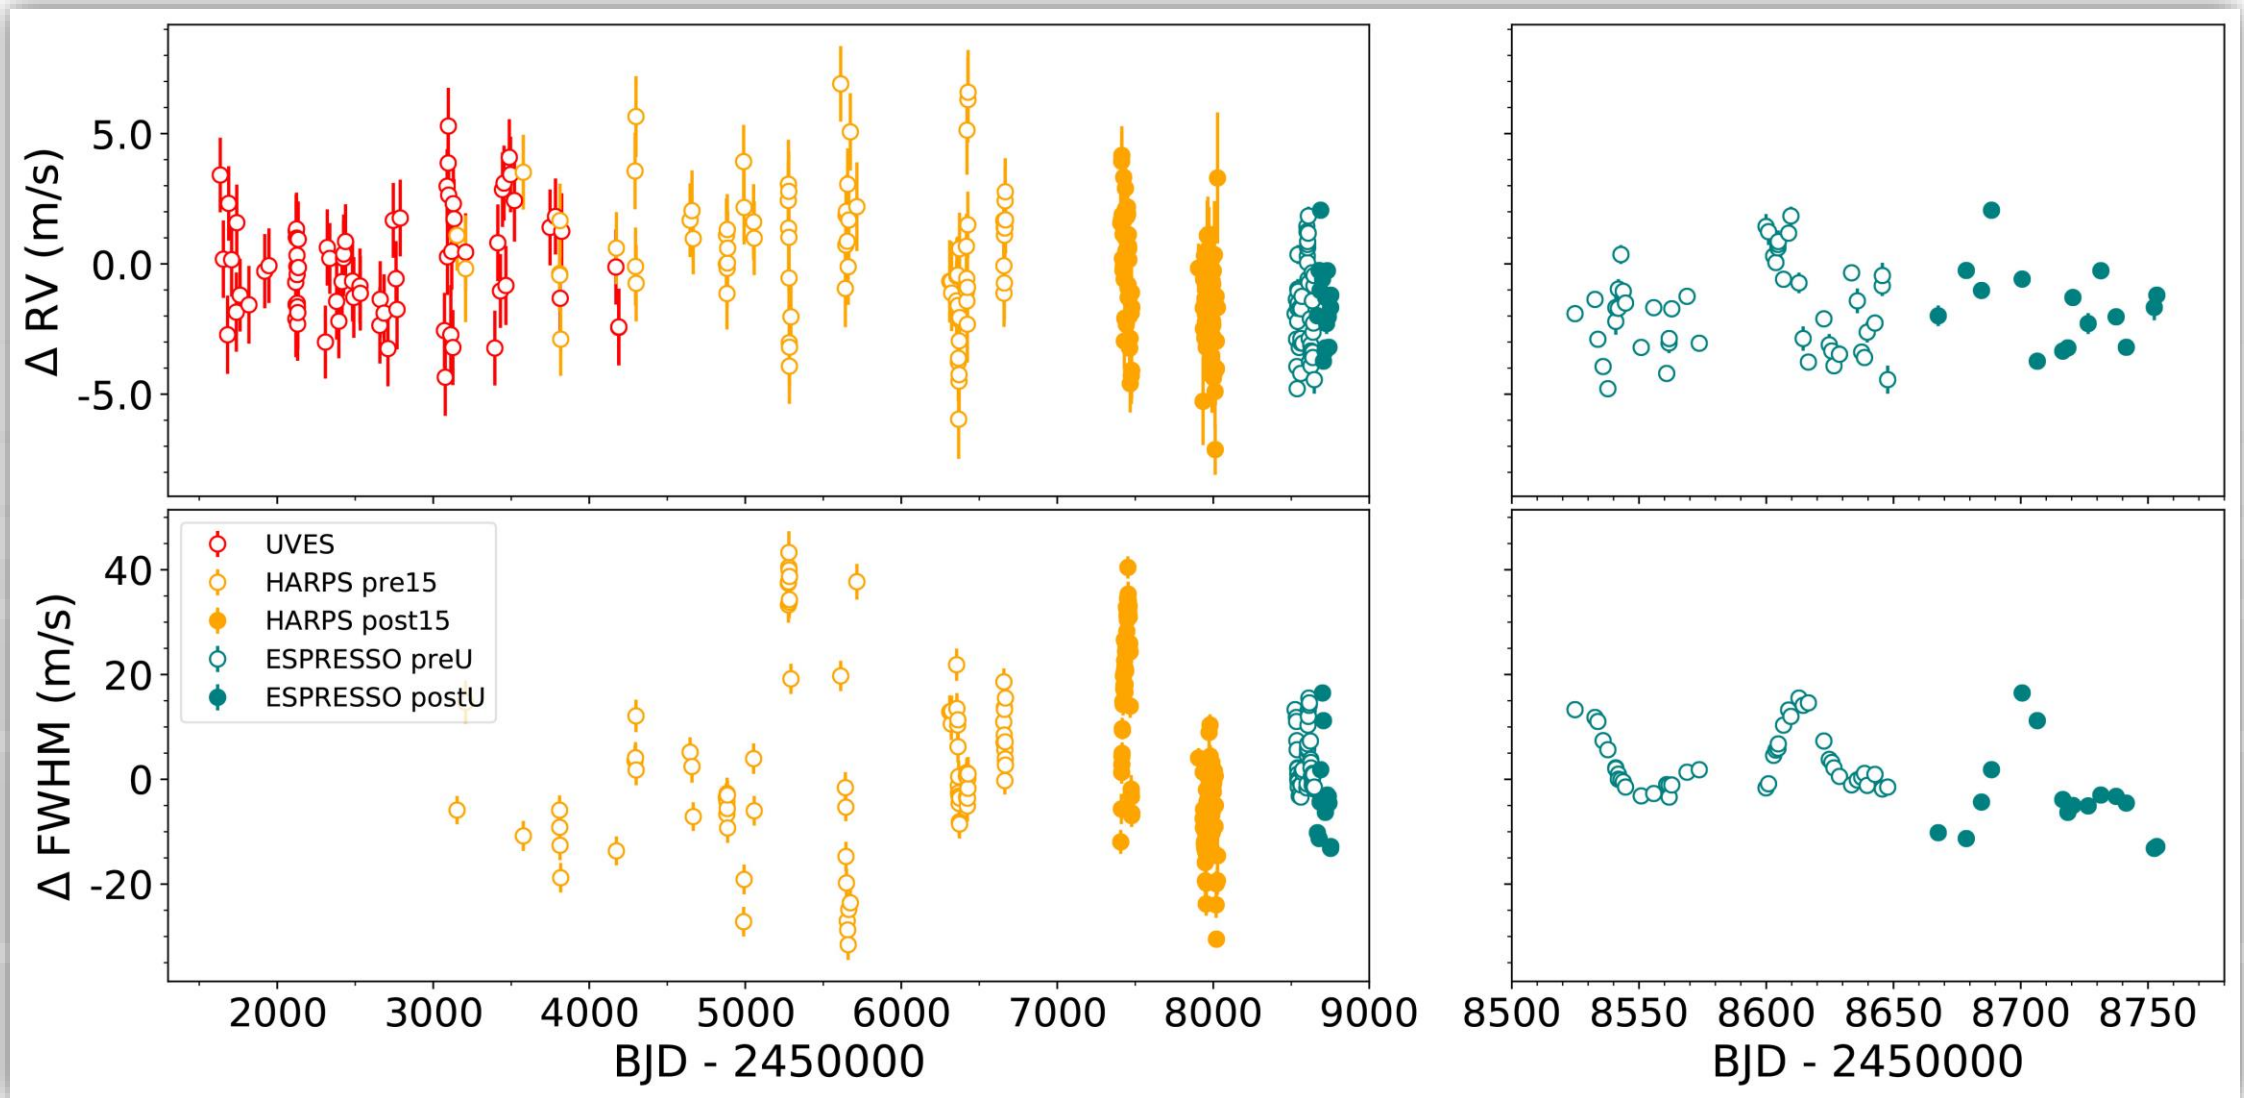 Δ RV (m/s)
5.0
0.0
-5.0
Δ FWHM (m/s)
40
20
0
-20
UVES
HARPS pre15
HARPS post15
ESPRESSO preU
ESPRESSO postU
2000 3000 4000 5000 6000 7000 8000 9000
BJD - 2450000
8500 8550 8600 8650 8700 8750
BJD - 2450000